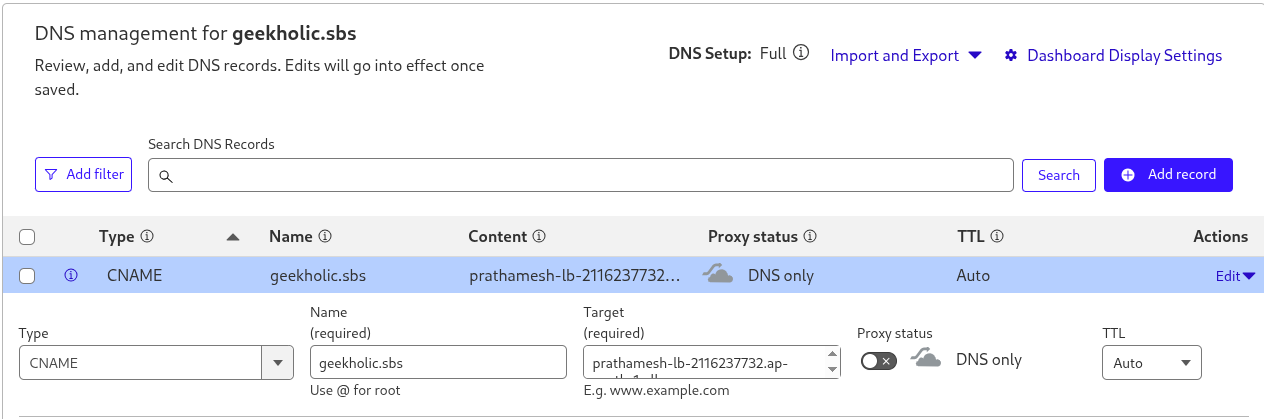 DNS management for geekholic.sbs
Review, add, and edit DNS records. Edits will go into effect once
saved.
DNS Setup: Full
Import and Export
Dashboard Display Settings
Search DNS Records
Add filter
Search
Add record
Type
Name
Content
Proxy status
TTL
Actions
CNAME
geekholic.sbs
prathamesh-lb-2116237732...
DNS only
Auto
Edit
Type
CNAME
Name
(required)
geekholic.sbs
Use @ for root
Target
(required)
prathamesh-lb-2116237732.ap-
E.g. www.example.com
Proxy status
DNS only
TTL
Auto